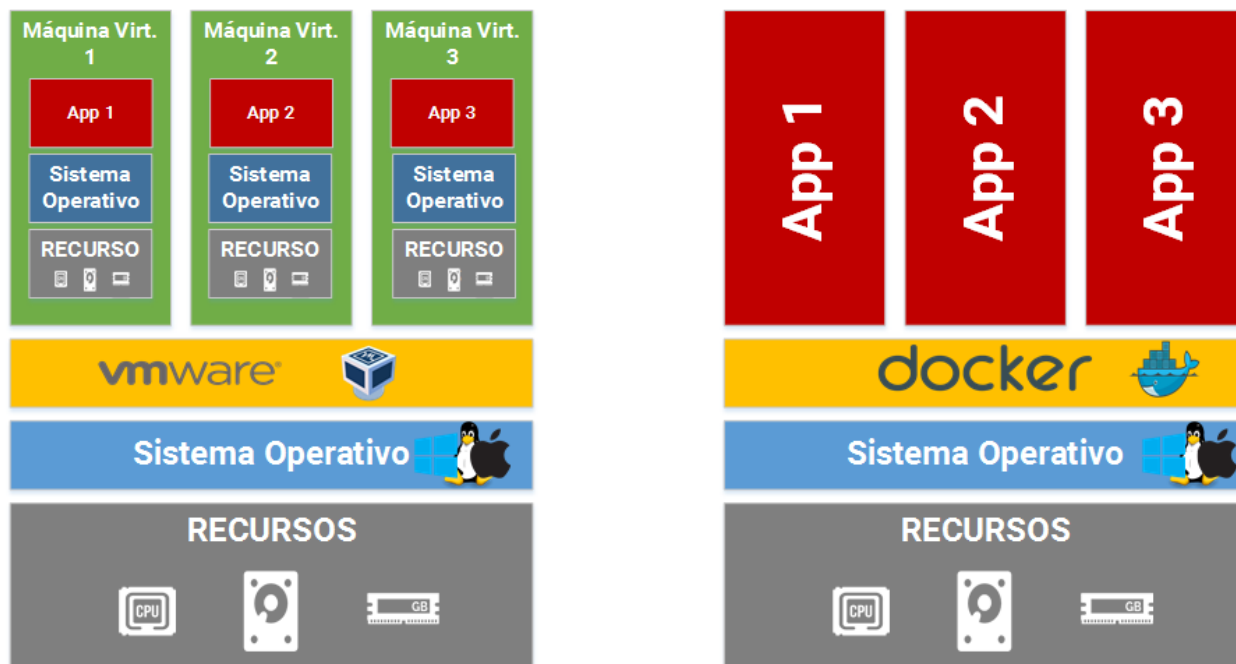 Máquina Virt.
1
App 1
Sistema
Operativo
RECURSO
Máquina Virt.
2
App 2
Sistema
Operativo
RECURSO
Máquina Virt.
3
App 3
Sistema
Operativo
RECURSO
vmware®
Sistema Operativo
RECURSOS
CPU
GB
App 1
App 2
App 3
docker
Sistema Operativo
RECURSOS
CPU
GB